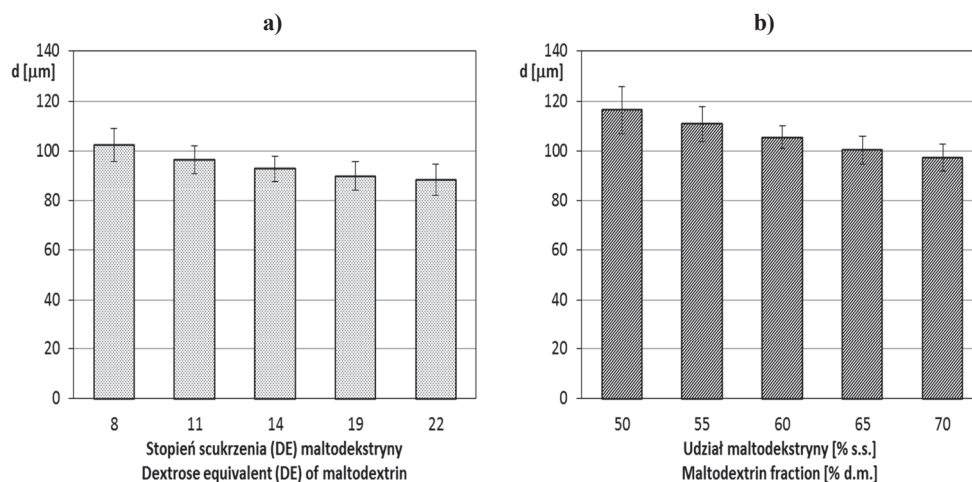 a)
140
d [μm]
120
100
80
60
40
20
0
8 11 14 19 22
Stopień scukrzenia (DE) maltodekstryny
Dextrose equivalent (DE) of maltodextrin
b)
140
d [μm]
120
100
80
60
40
20
0
50 55 60 65 70
Udział maltodekstryny [% s.s.]
Maltodextrin fraction [% d.m.]